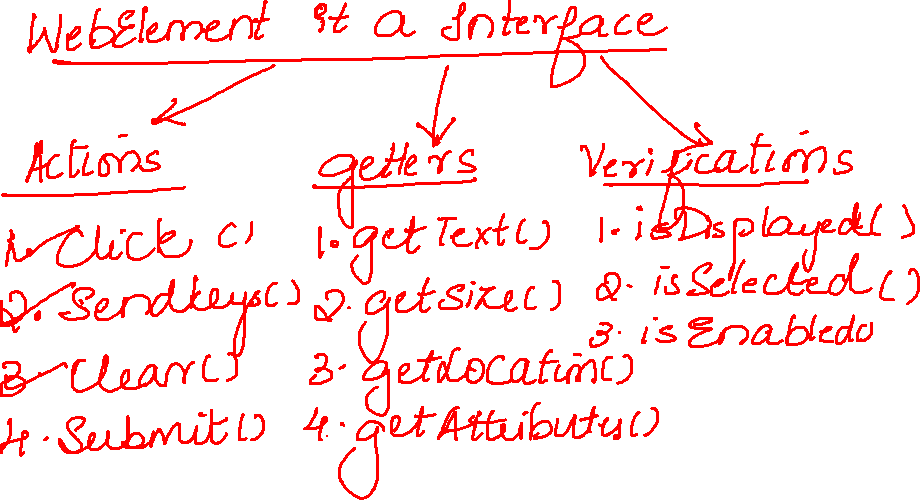 WebElement It a Interface
Actions
1. Click ()
2. Sendkeys()
3. Clear()
4. Submit()
getters
1. getText()
2. getSize()
3. getLocation()
4. getAttributes()
Verifications
1. isDisplayed()
2. isSelected()
3. isEnabled()